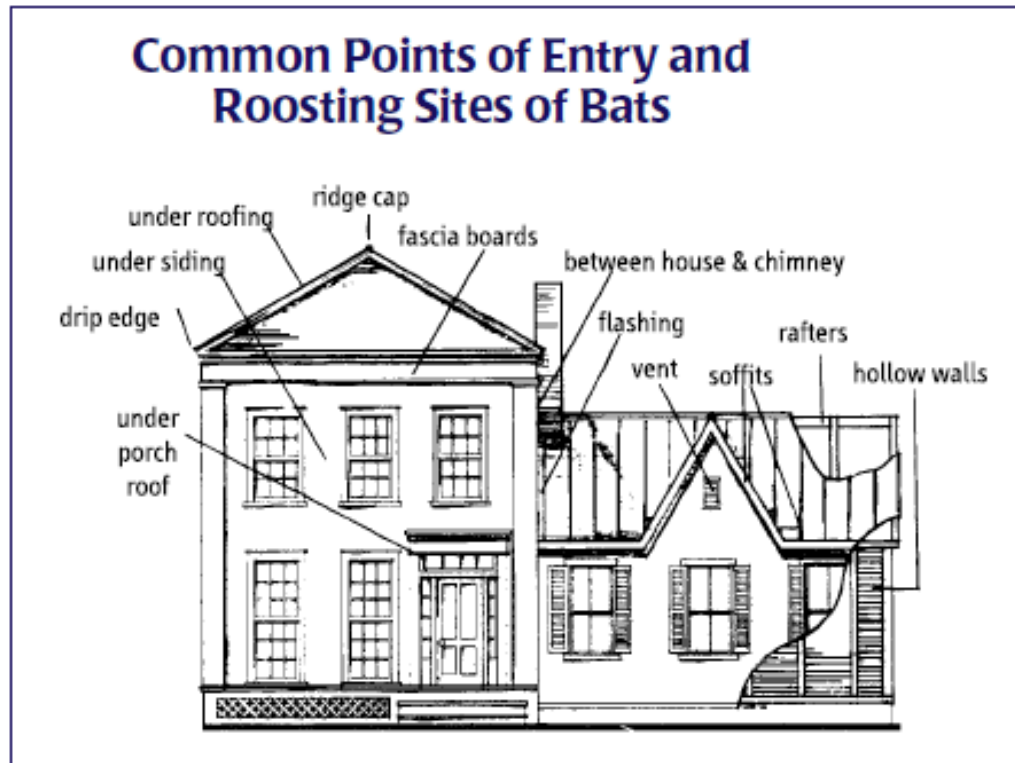 Common Points of Entry and
Roosting Sites of Bats
ridge cap
under roofing
fascia boards
under siding
between house & chimney
drip edge
flashing
rafters
vent
soffits
hollow walls
under
porch
roof